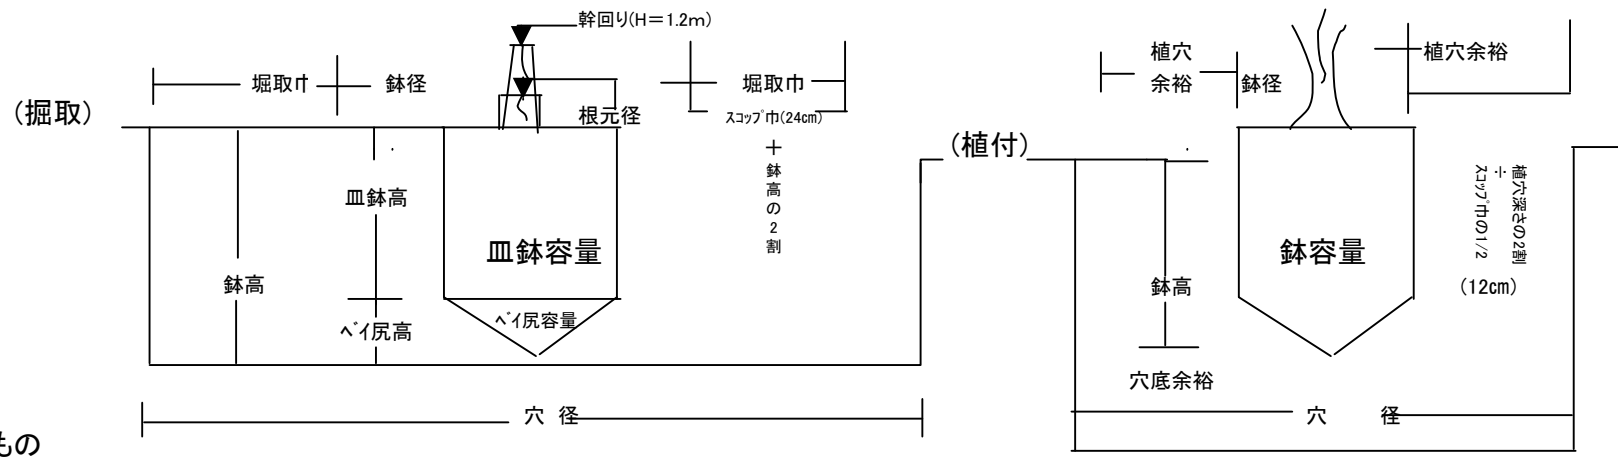 幹回り(H=1.2m)
堀取巾
鉢径
堀取巾
植穴
余裕
鉢径
植穴余裕
(掘取)
根元径
スコップ巾(24cm)
+
鉢高の2割
(植付)
皿鉢高
皿鉢容量
鉢容量
植穴深さの2割
÷
スコップ巾の1/2
(12cm)
鉢高
ベイ尻高
ベイ尻容量
鉢高
穴底余裕
穴 径
穴 径
もの